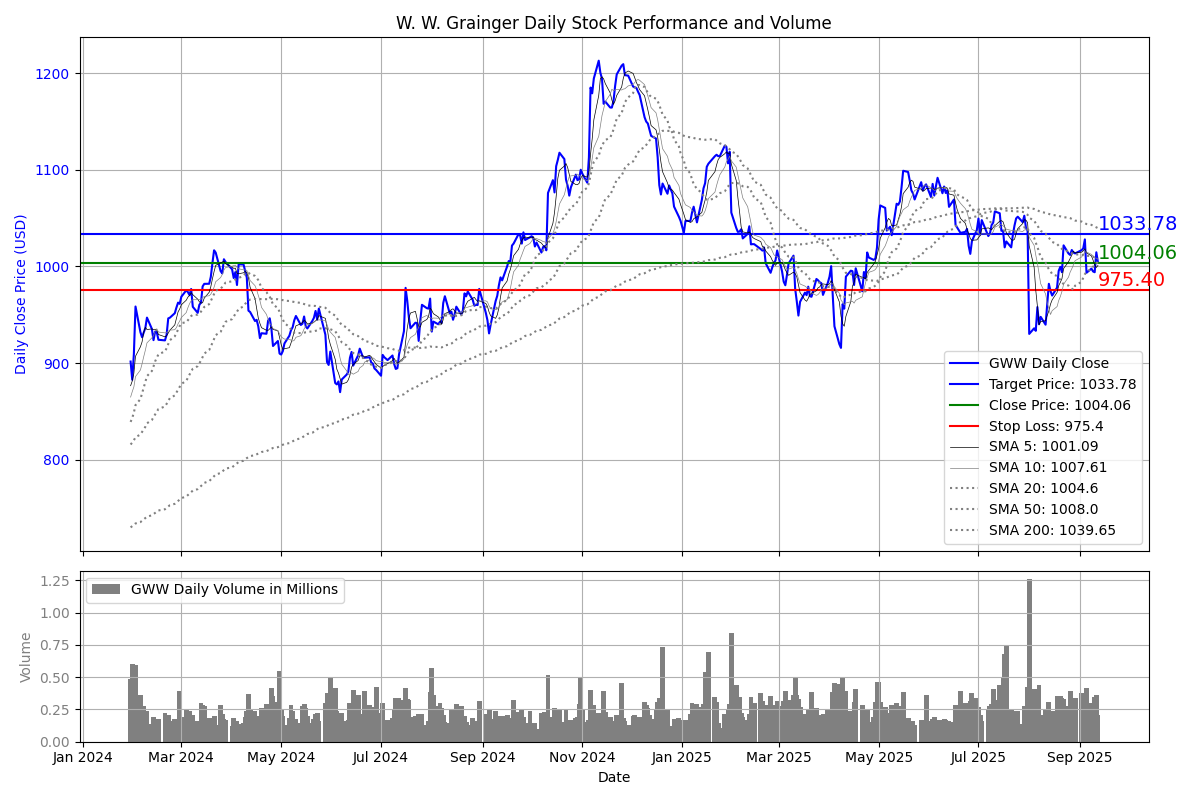 W. W. Grainger Daily Stock Performance and Volume
Daily Close Price (USD)
1200
1100
1000
900
800
1033.78
1004.06
975.40
GWW Daily Close
Target Price: 1033.78
Close Price: 1004.06
Stop Loss: 975.4
SMA 5: 1001.09
SMA 10: 1007.61
SMA 20: 1004.6
SMA 50: 1008.0
SMA 200: 1039.65
Volume
1.25
1.00
0.75
0.50
0.25
0.00
GWW Daily Volume in Millions
Jan 2024 Mar 2024 May 2024 Jul 2024 Sep 2024 Nov 2024 Jan 2025 Mar 2025 May 2025 Jul 2025 Sep 2025
Date